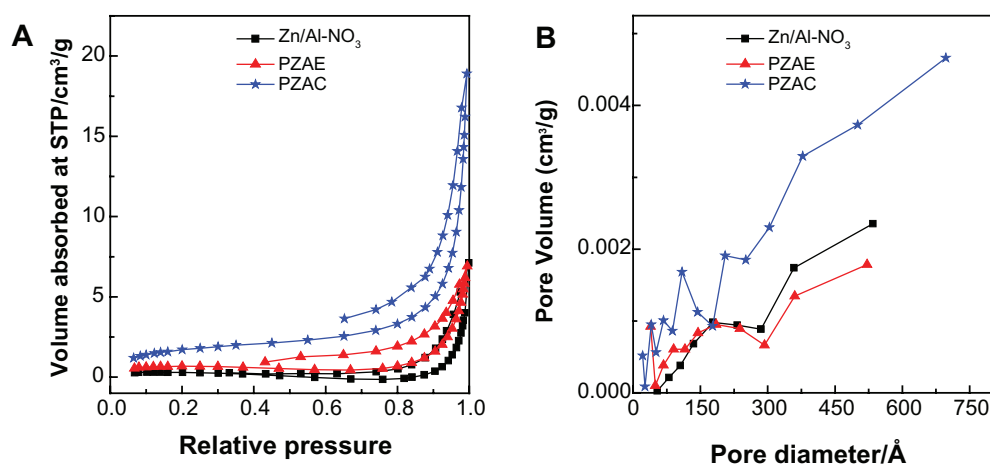 A
Volume absorbed at STP/cm³/g
20
15
10
5
0
0.0
0.2
0.4
0.6
0.8
1.0
Relative pressure
Zn/Al-NO₃
PZAE
PZAC
B
Pore Volume (cm³/g)
0.004
0.002
0.000
0
150
300
450
600
750
Pore diameter/Å
Zn/Al-NO₃
PZAE
PZAC